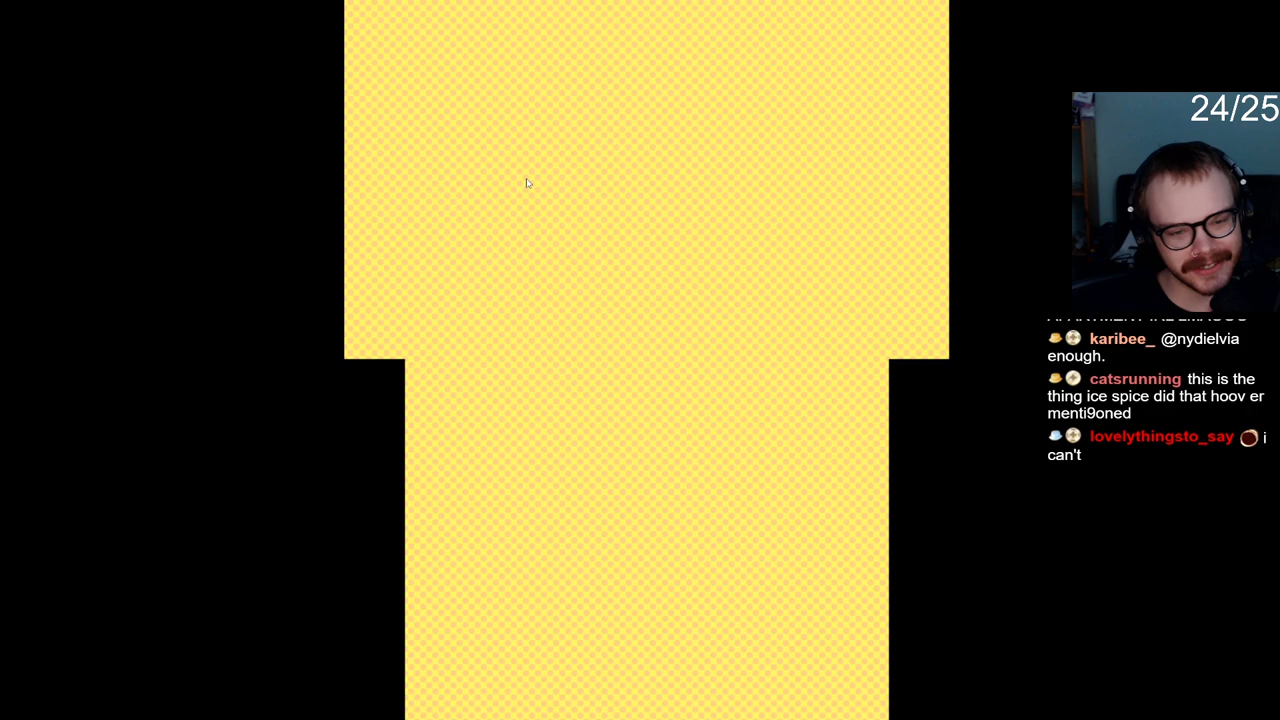 24/25
karibee_ @nydielvia
enough.
catsrunning this is the
thing ice spice did that hoov er
menti9oned
lovelythingsto_say i
can't